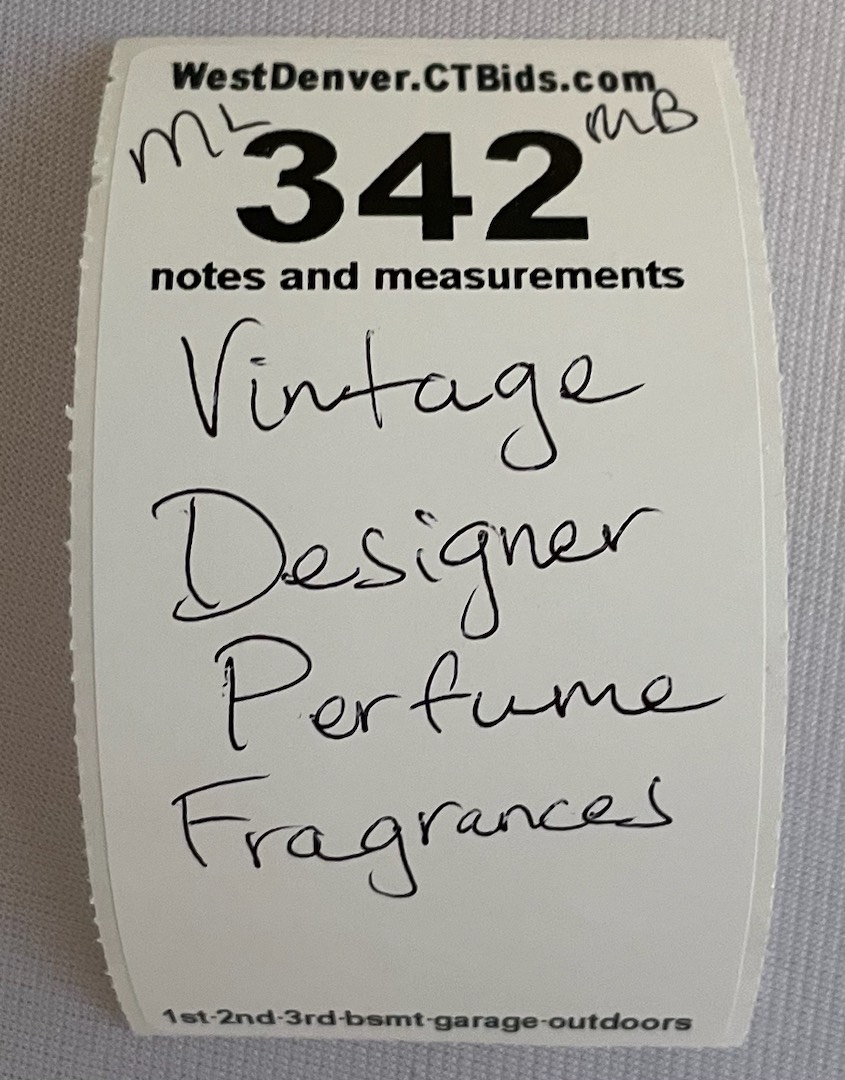 WestDenver.CTBids.com
ML 342 MB
notes and measurements
Vintage
Designer
Perfume
Fragrances
1st-2nd-3rd-bsmt-garage-outdoors